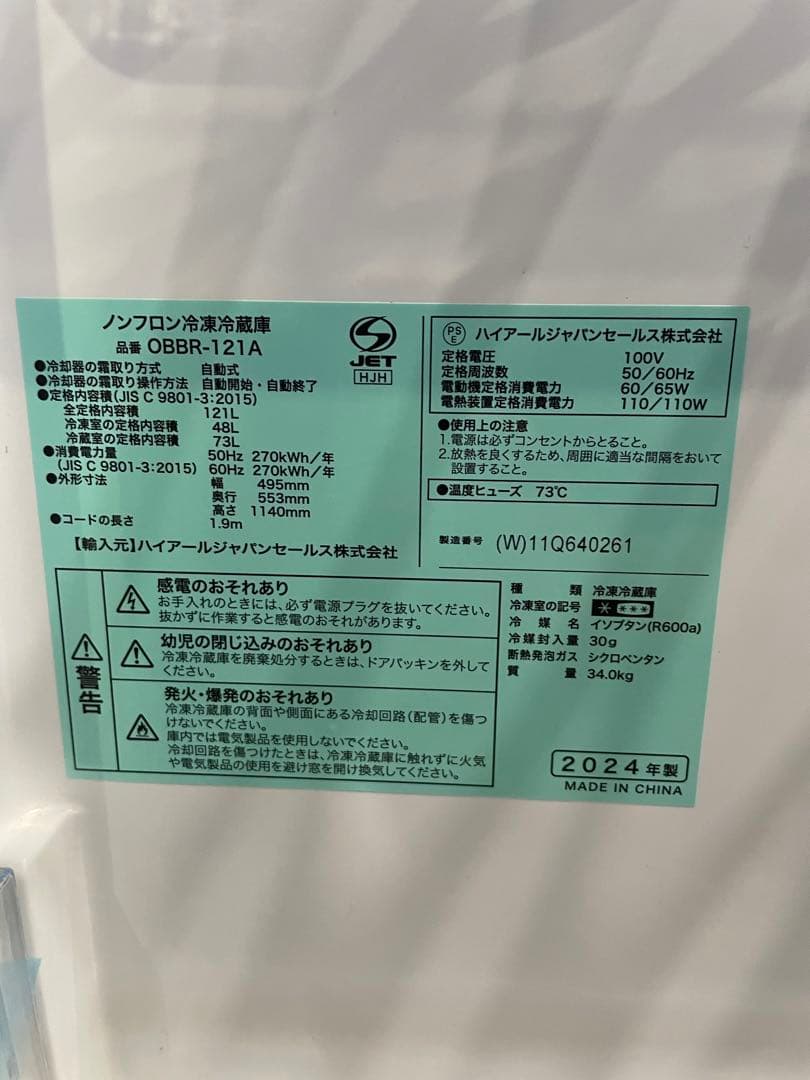 ノンフロン冷凍冷蔵庫
品番 OBBR-121A
●冷却器の霜取り方式 自動式
●冷却器の霜取り操作方法 自動開始・自動終了
●定格内容積(JIS C 9801-3:2015)
全定格内容積 121L
冷凍室の定格内容積 48L
冷蔵室の定格内容積 73L
●消費電力量 50Hz 270kWh/年
(JIS C 9801-3:2015) 60Hz 270kWh/年
●外形寸法 幅 495mm
奥行 553mm
高さ 1140mm
●コードの長さ 1.9m
【輸入元】ハイアールジャパンセールス株式会社
JET
HJH
PSE ハイアールジャパンセールス株式会社
定格電圧 100V
定格周波数 50/60Hz
電動機定格消費電力 60/65W
電熱装置定格消費電力 110/110W
●使用上の注意
1.電源は必ずコンセントからとること。
2.放熱を良くするため、周囲に適当な間隔をおいて
設置すること。
●温度ヒューズ 73℃
製造番号 (W)11Q640261
警告
感電のおそれあり
お手入れのときには、必ず電源プラグを抜いてください。
抜かずに作業すると感電のおそれがあります。
幼児の閉じ込みのおそれあり
冷凍冷蔵庫を廃棄処分するときは、ドアパッキンを外して
ください。
発火・爆発のおそれあり
冷凍冷蔵庫の背面や側面にある冷却回路(配管)を傷つ
けないでください。
庫内では電気製品を使用しないでください。
冷却回路を傷つけたときは、冷凍冷蔵庫に触れずに火気
や電気製品の使用を避け窓を開け換気してください。
種類 冷凍冷蔵庫
冷凍室の記号
冷媒名 イソブタン(R600a)
冷媒封入量 30g
断熱発泡ガス シクロペンタン
質量 34.0kg
2024年製
MADE IN CHINA